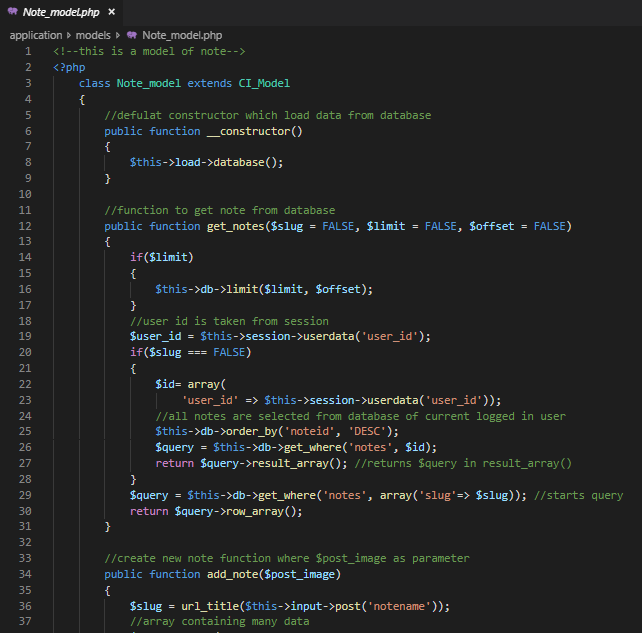 Note_model.php ×
application > models > Note_model.php
1 <!--this is a model of note-->
2 <?php
3 class Note_model extends CI_Model
4 {
5 //defulat constructor which load data from database
6 public function __constructor()
7 {
8 $this->load->database();
9 }
10
11 //function to get note from database
12 public function get_notes($slug = FALSE, $limit = FALSE, $offset = FALSE)
13 {
14 if($limit)
15 {
16 $this->db->limit($limit, $offset);
17 }
18 //user id is taken from session
19 $user_id = $this->session->userdata('user_id');
20 if($slug === FALSE)
21 {
22 $id= array(
23 'user_id' => $this->session->userdata('user_id'));
24 //all notes are selected from database of current logged in user
25 $this->db->order_by('noteid', 'DESC');
26 $query = $this->db->get_where('notes', $id);
27 return $query->result_array(); //returns $query in result_array()
28 }
29 $query = $this->db->get_where('notes', array('slug'=> $slug)); //starts query
30 return $query->row_array();
31 }
32
33 //create new note function where $post_image as parameter
34 public function add_note($post_image)
35 {
36 $slug = url_title($this->input->post('notename'));
37 //array containing many data